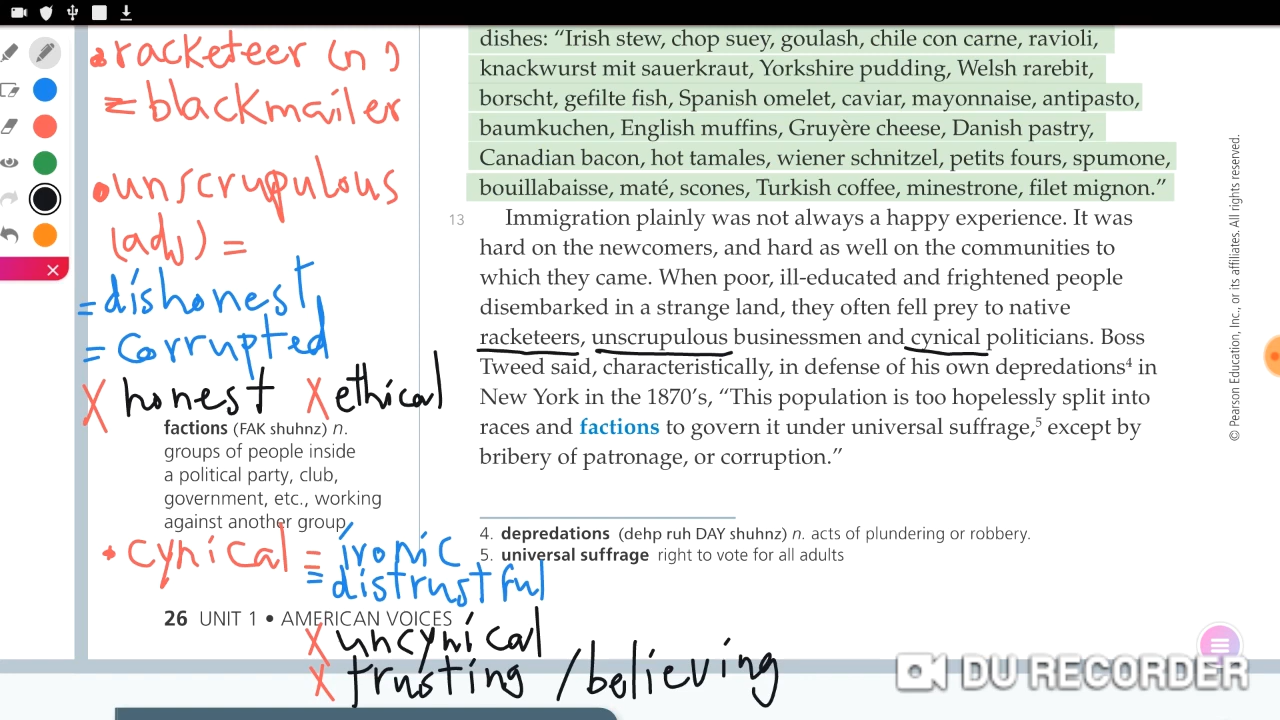 • racketeer (n)
= blackmailer
• unscrupulous
(adj) =
= dishonest
= corrupted
X honest X ethical
factions (FAK shuhnz) n.
groups of people inside
a political party, club,
government, etc., working
against another group
• cynical = ironic
= distrustful
X uncynical
X trusting / believing
26 UNIT 1 • AMERICAN VOICES
dishes: “Irish stew, chop suey, goulash, chile con carne, ravioli,
knackwurst mit sauerkraut, Yorkshire pudding, Welsh rarebit,
borscht, gefilte fish, Spanish omelet, caviar, mayonnaise, antipasto,
baumkuchen, English muffins, Gruyère cheese, Danish pastry,
Canadian bacon, hot tamales, wiener schnitzel, petits fours, spumone,
bouillabaisse, maté, scones, Turkish coffee, minestrone, filet mignon.”
13 Immigration plainly was not always a happy experience. It was
hard on the newcomers, and hard as well on the communities to
which they came. When poor, ill-educated and frightened people
disembarked in a strange land, they often fell prey to native
racketeers, unscrupulous businessmen and cynical politicians. Boss
Tweed said, characteristically, in defense of his own depredations⁴ in
New York in the 1870’s, “This population is too hopelessly split into
races and factions to govern it under universal suffrage,⁵ except by
bribery of patronage, or corruption.”
4. depredations (dehp ruh DAY shuhnz) n. acts of plundering or robbery.
5. universal suffrage right to vote for all adults
© Pearson Education, Inc., or its affiliates. All rights reserved.
DU RECORDER